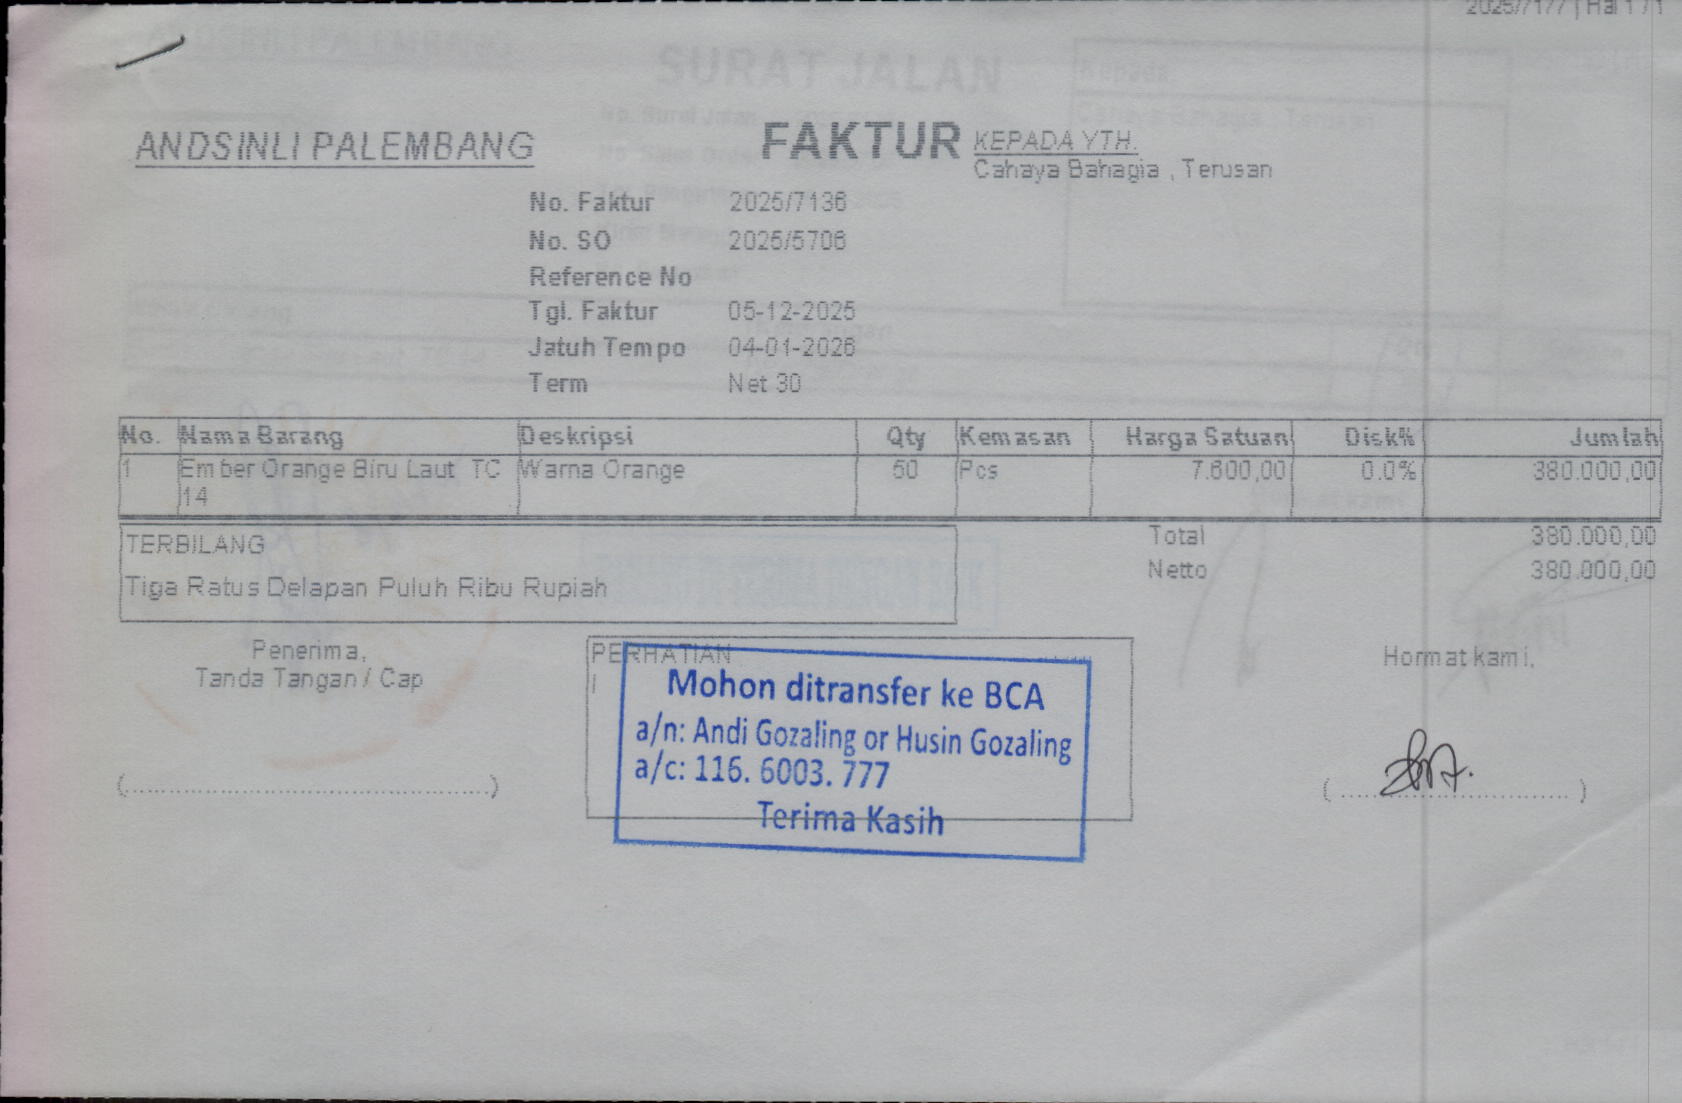 ANDSINLI PALEMBANG
FAKTUR
KEPADA YTH.
Cahaya Bahagia , Terusan
No. Faktur 2025/7136
No. SO 2025/5706
Reference No
Tgl. Faktur 05-12-2025
Jatuh Tempo 04-01-2026
Term Net 30
No. Nama Barang Deskripsi Qty Kemasan Harga Satuan Disk% Jumlah
1 Ember Orange Biru Laut TC 14 Warna Orange 50 Pcs 7.600,00 0.0% 380.000,00
Total 380.000,00
Netto 380.000,00
TERBILANG
Tiga Ratus Delapan Puluh Ribu Rupiah
Penerima,
Tanda Tangan / Cap
PERHATIAN
Mohon ditransfer ke BCA
a/n: Andi Gozaling or Husin Gozaling
a/c: 116. 6003. 777
Terima Kasih
Hormat kami,
SURAT JALAN
Kepada